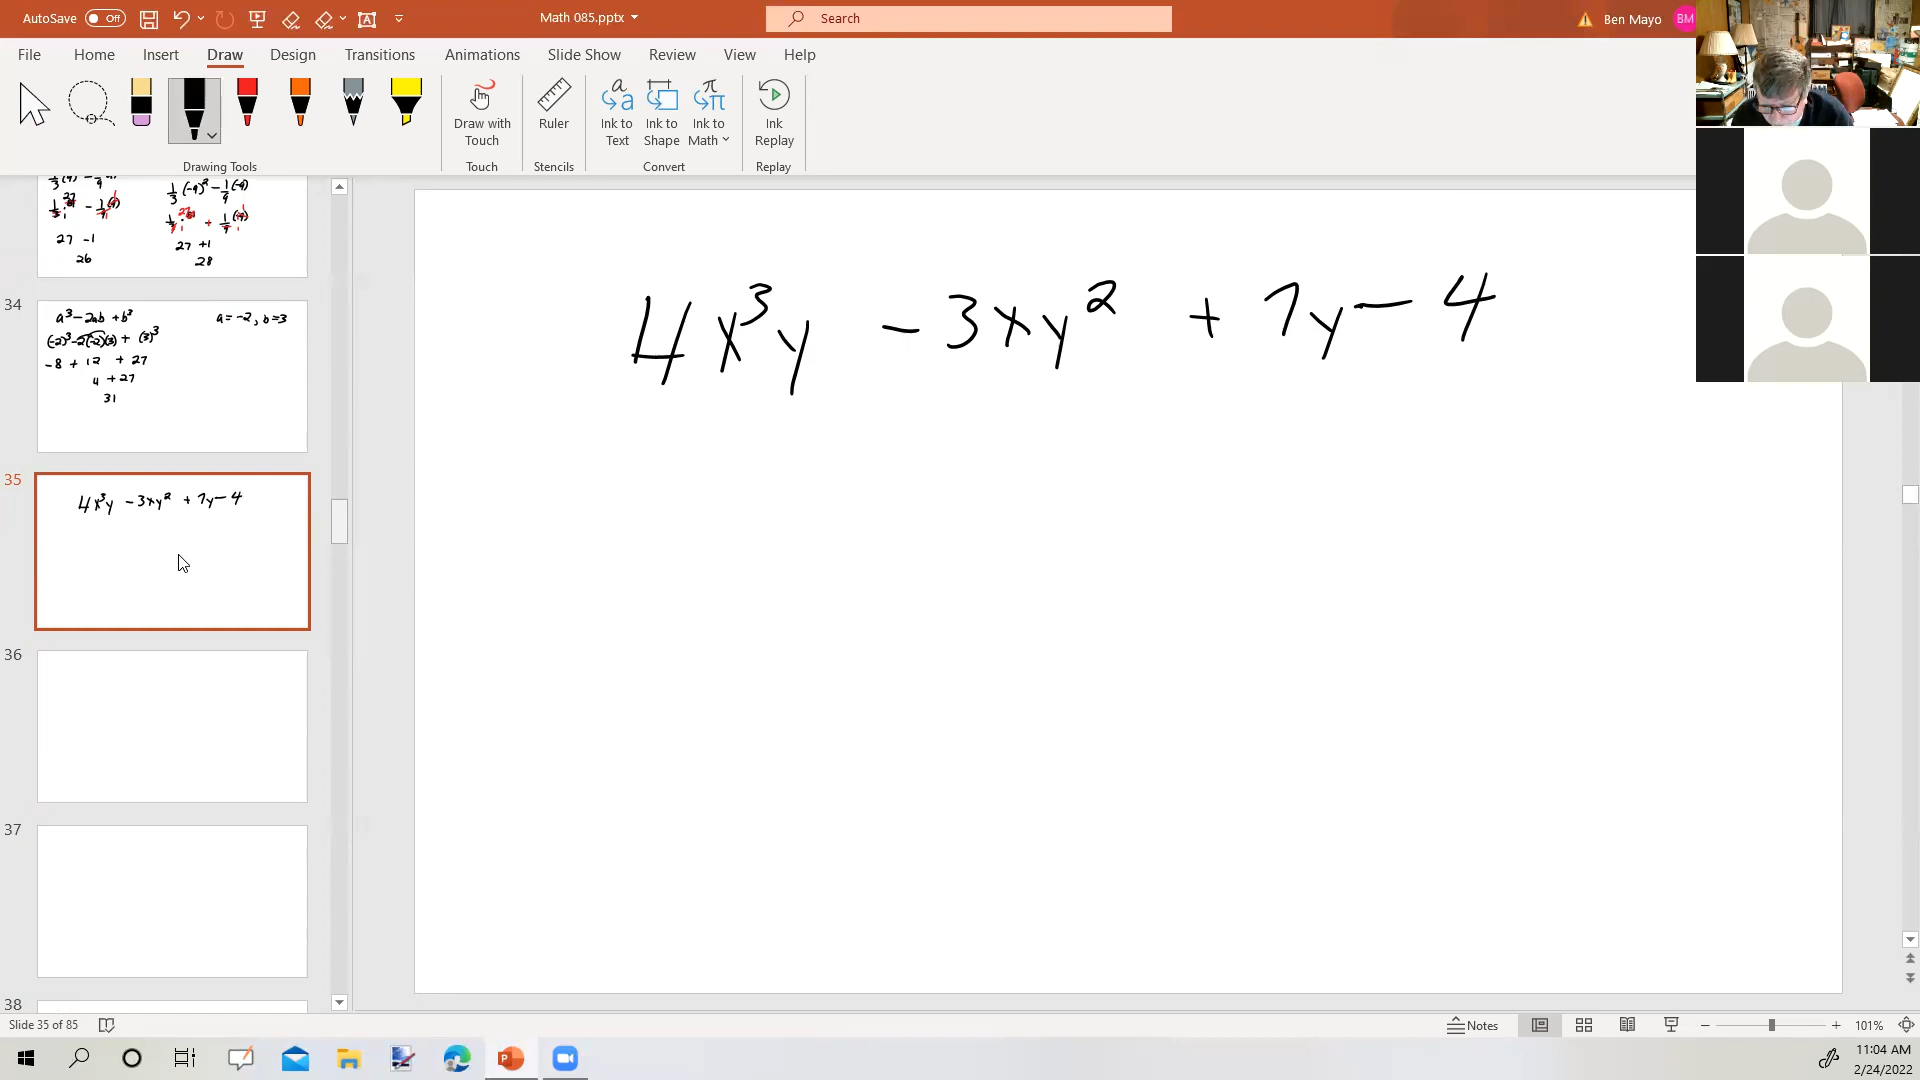 AutoSave Off Math 085.pptx Search Ben Mayo BM
File Home Insert Draw Design Transitions Animations Slide Show Review View Help
Draw with Touch Ruler Ink to Text Ink to Shape Ink to Math Ink Replay
Drawing Tools Touch Stencils Convert Replay
27 - 1
26
27 + 1
28
34
a³ - 2ab + b³ a = -2, b = 3
(-2)³ - 2(-2)(3) + (3)³
-8 + 12 + 27
4 + 27
31
35
4x³y - 3xy² + 7y - 4
36
37
38
4x³y - 3xy² + 7y - 4
Slide 35 of 85 Notes 101%
11:04 AM
2/24/2022